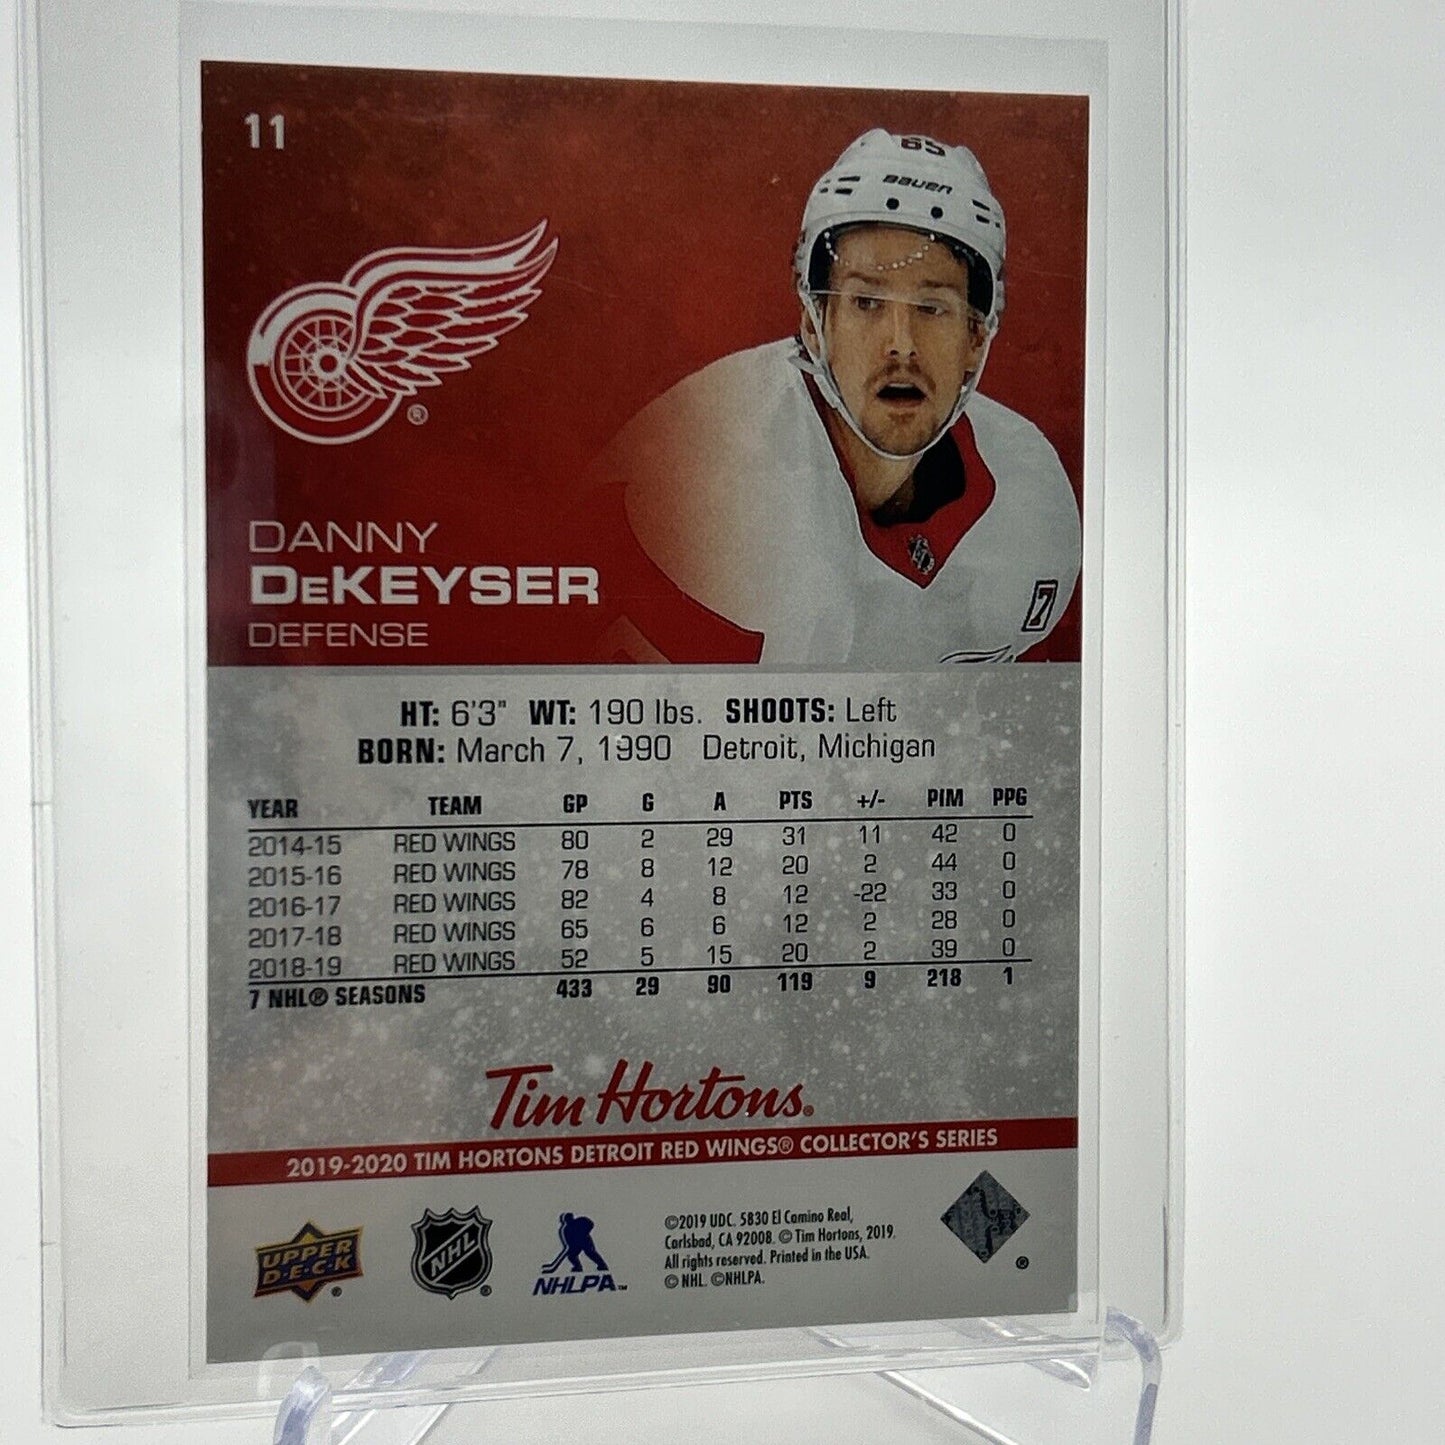 11
65
BAUER
®
DANNY
DeKEYSER
DEFENSE
7
HT: 6'3" WT: 190 lbs. SHOOTS: Left
BORN: March 7, 1990 Detroit, Michigan
YEAR TEAM GP G A PTS +/- PIM PPG
2014-15 RED WINGS 80 2 29 31 11 42 0
2015-16 RED WINGS 78 8 12 20 2 44 0
2016-17 RED WINGS 82 4 8 12 -22 33 0
2017-18 RED WINGS 65 6 6 12 2 28 0
2018-19 RED WINGS 52 5 15 20 2 39 0
7 NHL® SEASONS 433 29 90 119 9 218 1
Tim Hortons®
2019-2020 TIM HORTONS DETROIT RED WINGS® COLLECTOR'S SERIES
UPPER
D·E·C·K®
NHL®
NHLPA™
©2019 UDC. 5830 El Camino Real,
Carlsbad, CA 92008. © Tim Hortons, 2019.
All rights reserved. Printed in the USA.
© NHL. ©NHLPA.
®